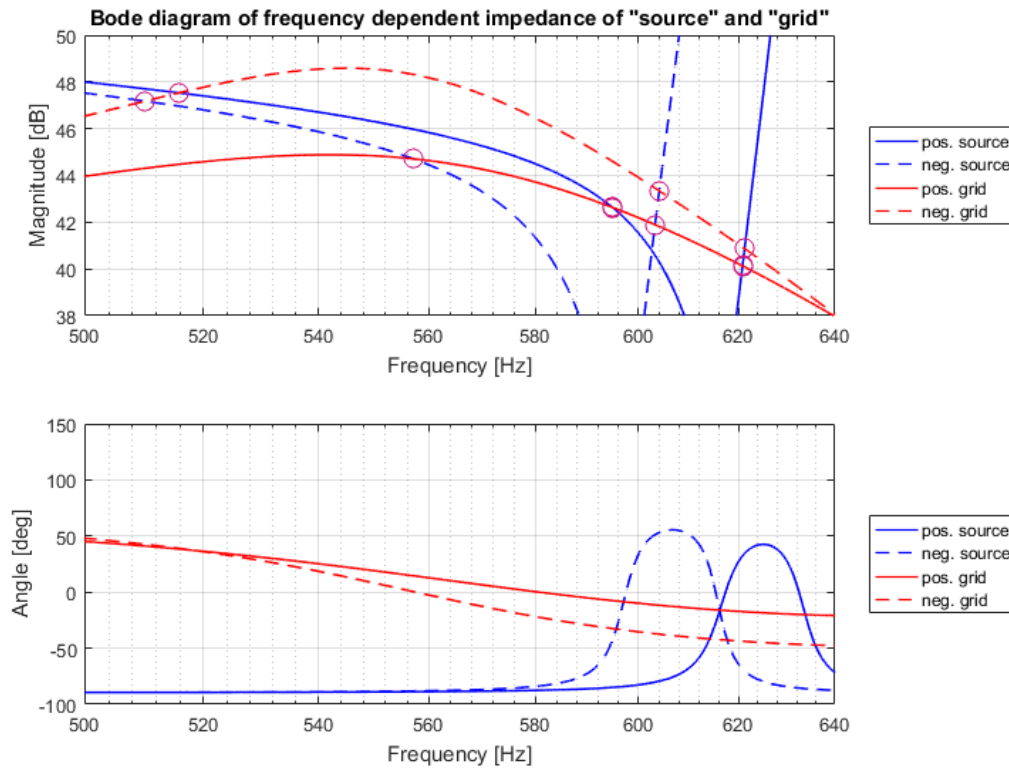 Bode diagram of frequency dependent impedance of "source" and "grid"
50
48
46
44
42
40
38
Magnitude [dB]
500
520
540
560
580
600
620
640
Frequency [Hz]
pos. source
neg. source
pos. grid
neg. grid
150
100
50
0
-50
-100
Angle [deg]
500
520
540
560
580
600
620
640
Frequency [Hz]
pos. source
neg. source
pos. grid
neg. grid